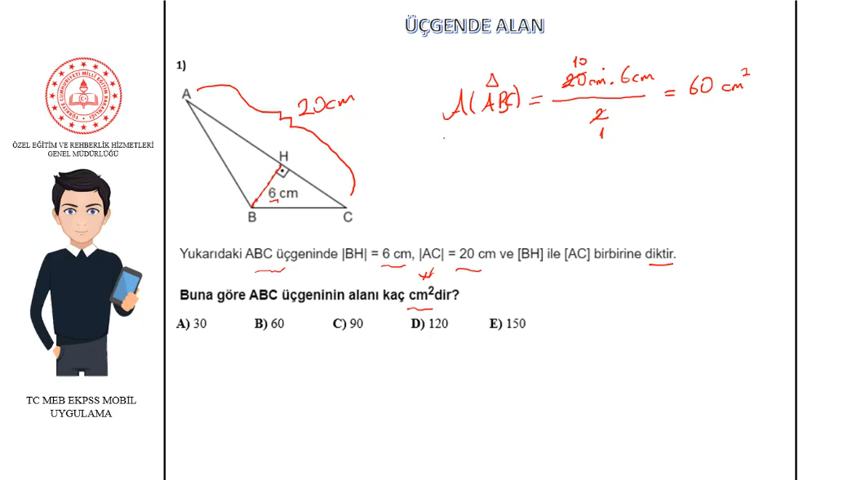 ÜÇGENDE ALAN
1)
A
20cm
H
6 cm
B
C
A(ABC) = 20cm . 6cm / 2 = 60 cm²
10
1
ÖZEL EĞİTİM VE REHBERLİK HİZMETLERİ
GENEL MÜDÜRLÜĞÜ
Yukarıdaki ABC üçgeninde |BH| = 6 cm, |AC| = 20 cm ve [BH] ile [AC] birbirine diktir.
Buna göre ABC üçgeninin alanı kaç cm²dir?
A) 30 B) 60 C) 90 D) 120 E) 150
TC MEB EKPSS MOBİL
UYGULAMA